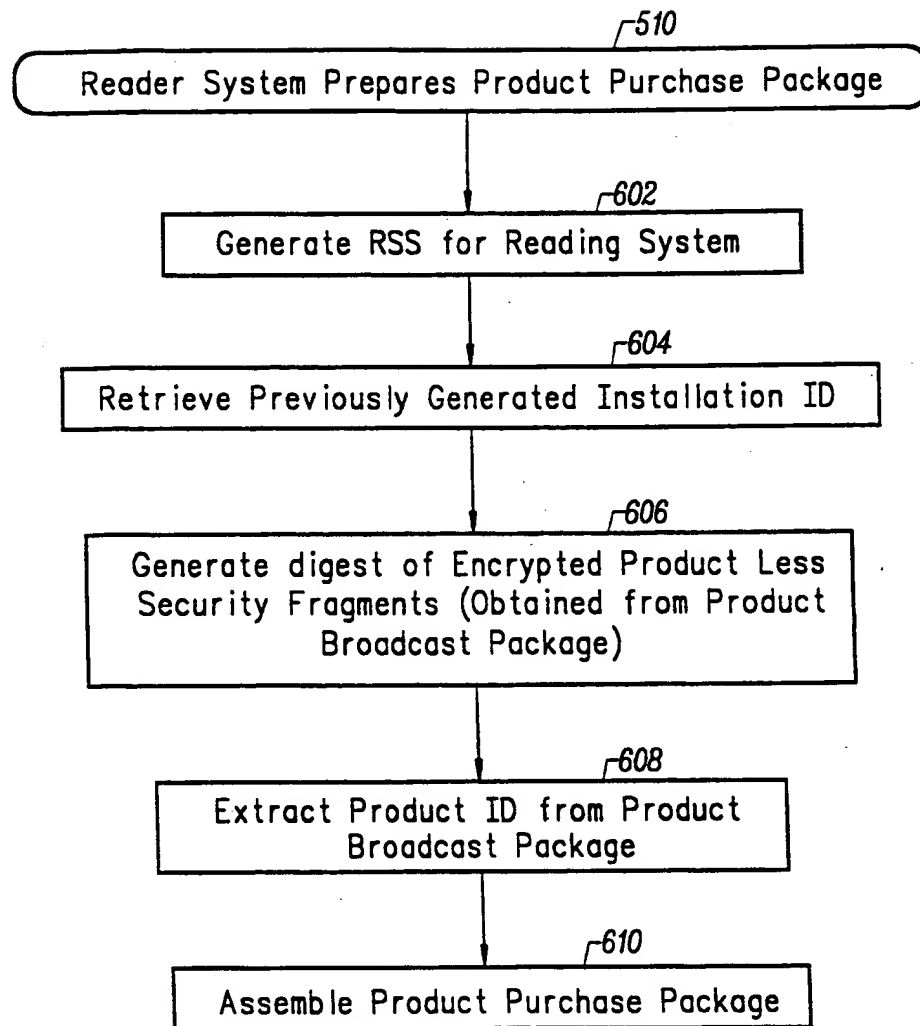 510
Reader System Prepares Product Purchase Package
602
Generate RSS for Reading System
604
Retrieve Previously Generated Installation ID
606
Generate digest of Encrypted Product Less
Security Fragments (Obtained from Product
Broadcast Package)
608
Extract Product ID from Product
Broadcast Package
610
Assemble Product Purchase Package